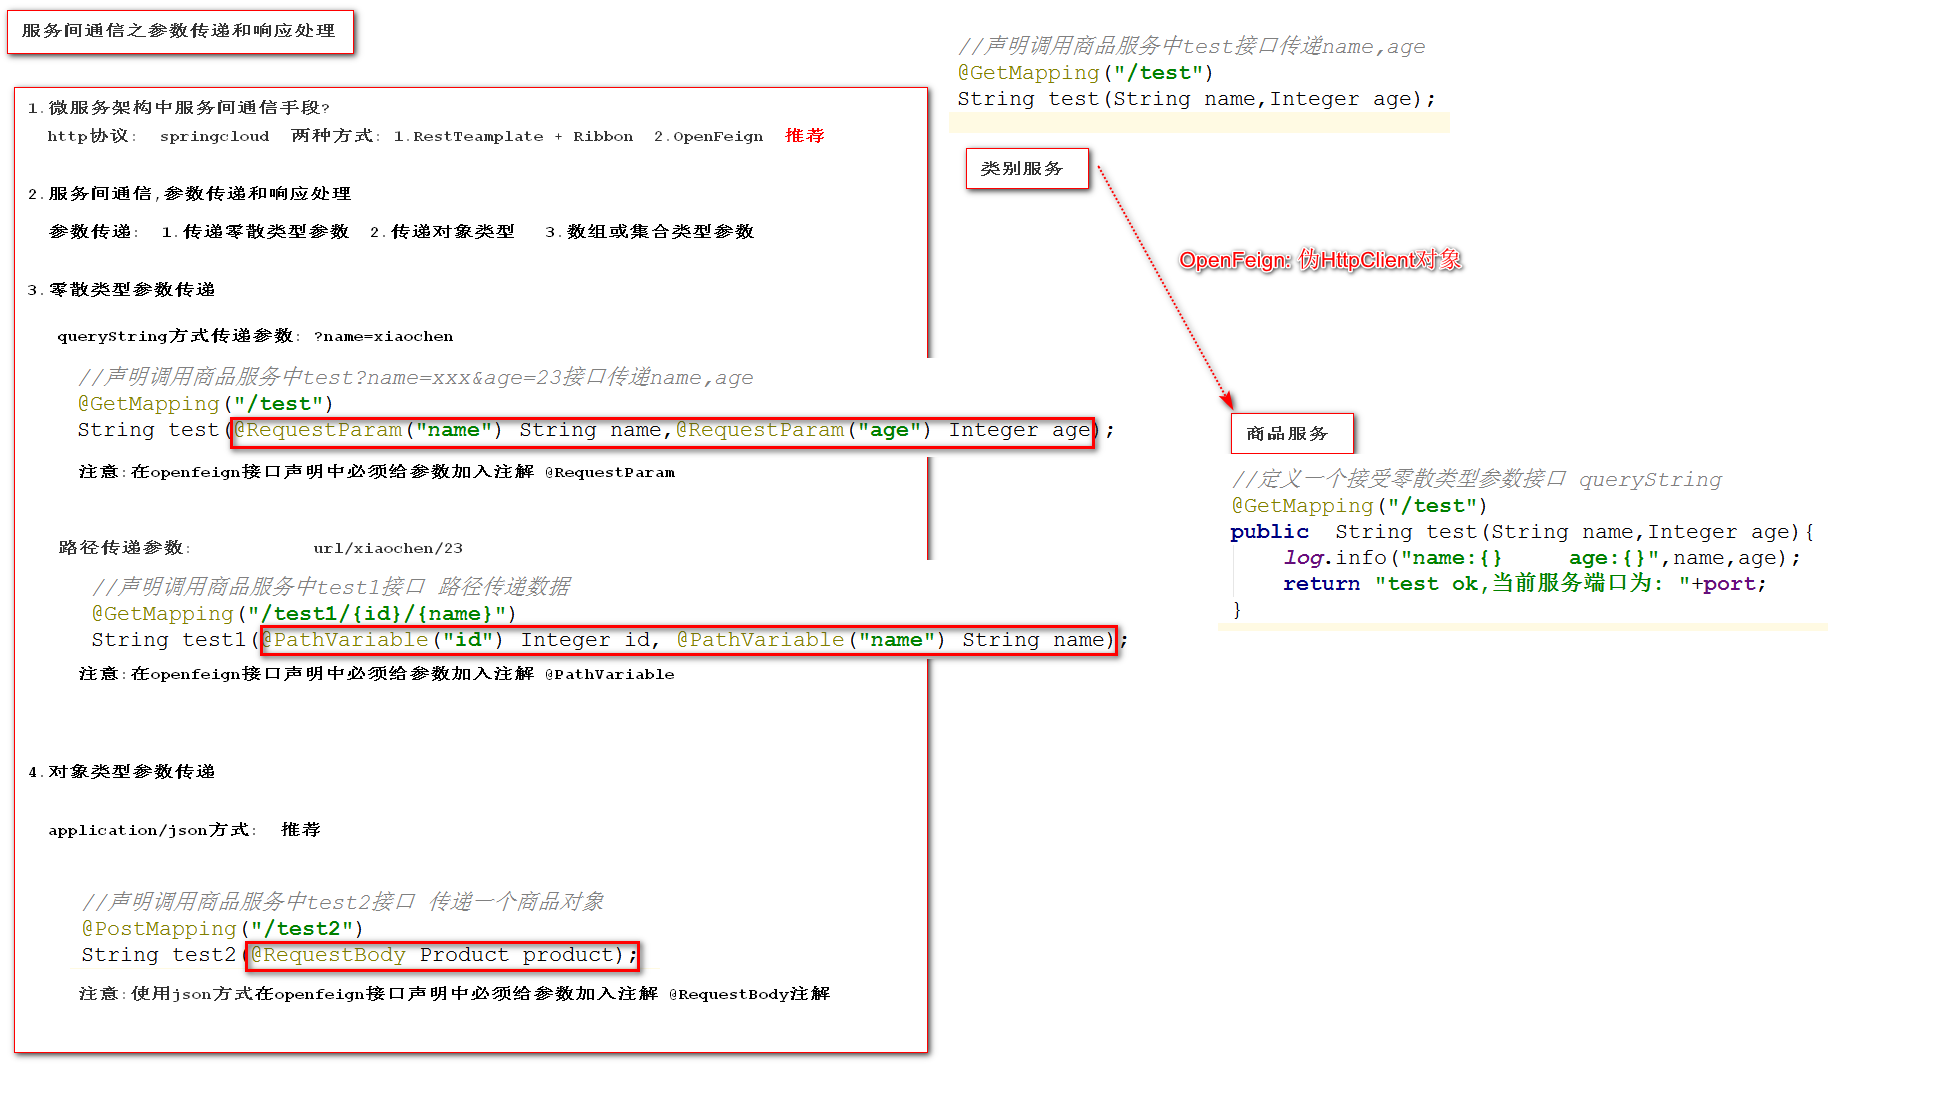 服务间通信之参数传递和响应处理
1.微服务架构中服务间通信手段?
http协议: springcloud 两种方式: 1.RestTeamplate + Ribbon 2.OpenFeign 推荐
2.服务间通信,参数传递和响应处理
参数传递: 1.传递零散类型参数 2.传递对象类型 3.数组或集合类型参数
3.零散类型参数传递
queryString方式传递参数: ?name=xiaochen
//声明调用商品服务中test?name=xxx&age=23接口传递name,age
@GetMapping("/test")
String test(@RequestParam("name") String name,@RequestParam("age") Integer age);
注意:在openfeign接口声明中必须给参数加入注解 @RequestParam
路径传递参数: url/xiaochen/23
//声明调用商品服务中test1接口 路径传递数据
@GetMapping("/test1/{id}/{name}")
String test1(@PathVariable("id") Integer id, @PathVariable("name") String name);
注意:在openfeign接口声明中必须给参数加入注解 @PathVariable
4.对象类型参数传递
application/json方式: 推荐
//声明调用商品服务中test2接口 传递一个商品对象
@PostMapping("/test2")
String test2(@RequestBody Product product);
注意:使用json方式在openfeign接口声明中必须给参数加入注解 @RequestBody注解
//声明调用商品服务中test接口传递name,age
@GetMapping("/test")
String test(String name,Integer age);
类别服务
OpenFeign: 伪HttpClient对象
商品服务
//定义一个接受零散类型参数接口 queryString
@GetMapping("/test")
public String test(String name,Integer age){
log.info("name:{} age:{}",name,age);
return "test ok,当前服务端口为: "+port;
}